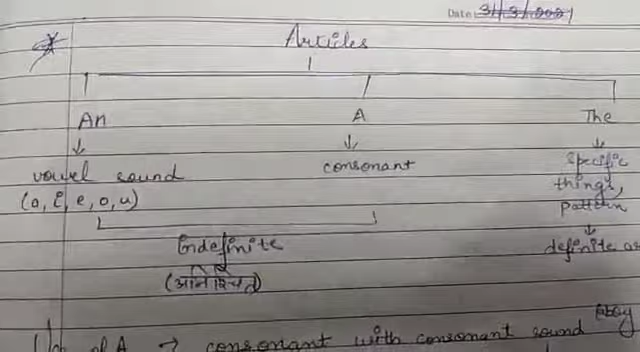 Date: 31/3/2021
Articles
An A The
vowel sound consonant specific
(a, i, e, o, u) things,
pattern
Indefinite definite
(अनिश्चित)
of A → consonant with consonant sound